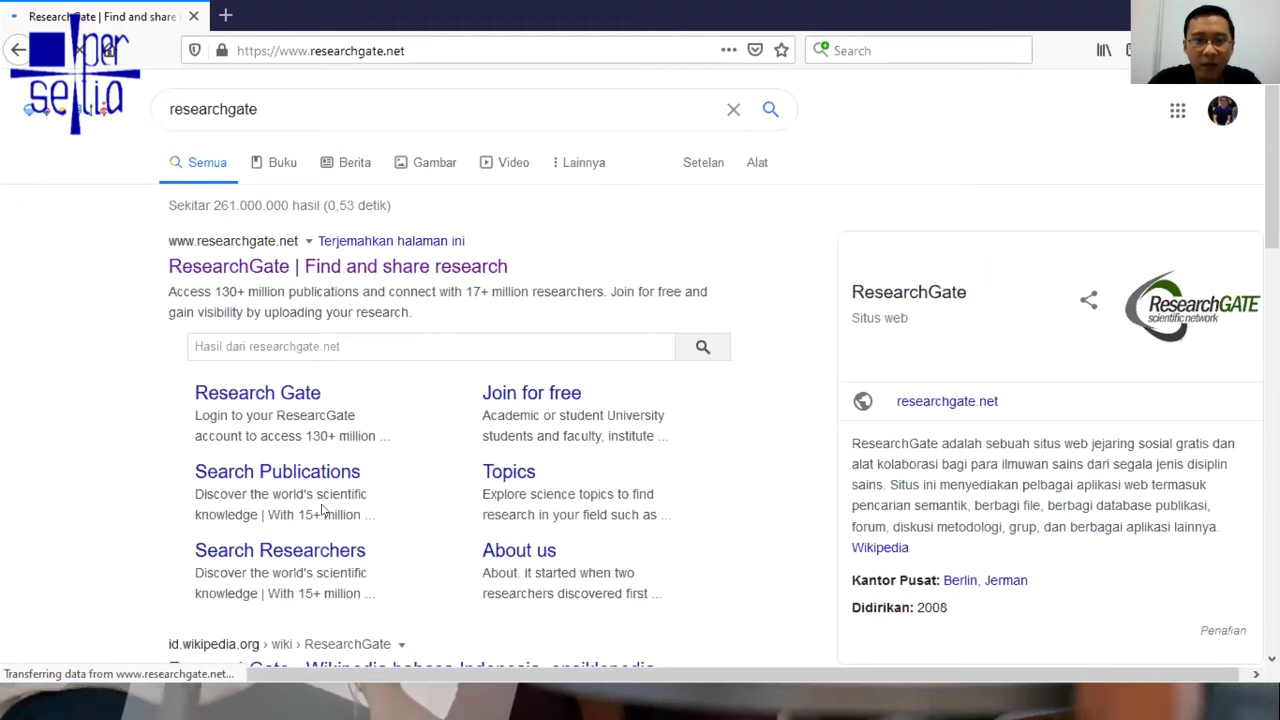 ResearchGate | Find and share
https://www.researchgate.net
Search
per
setia
researchgate
Semua
Buku
Berita
Gambar
Video
Lainnya
Setelan
Alat
Sekitar 261.000.000 hasil (0,53 detik)
www.researchgate.net
Terjemahkan halaman ini
ResearchGate | Find and share research
Access 130+ million publications and connect with 17+ million researchers. Join for free and
gain visibility by uploading your research.
Hasil dari researchgate.net
Research Gate
Login to your ResearcGate
account to access 130+ million ...
Join for free
Academic or student University
students and faculty, institute ...
Search Publications
Discover the world's scientific
knowledge | With 15+ million ...
Topics
Explore science topics to find
research in your field such as ...
Search Researchers
Discover the world's scientific
knowledge | With 15+ million ...
About us
About. it started when two
researchers discovered first ...
id.wikipedia.org › wiki › ResearchGate
ResearchGate
Situs web
ResearchGATE
scientific network
researchgate.net
ResearchGate adalah sebuah situs web jejaring sosial gratis dan
alat kolaborasi bagi para ilmuwan sains dari segala jenis disiplin
sains. Situs ini menyediakan pelbagai aplikasi web termasuk
pencarian semantik, berbagi file, berbagi database publikasi,
forum, diskusi metodologi, grup, dan berbagai aplikasi lainnya.
Wikipedia
Kantor Pusat: Berlin, Jerman
Didirikan: 2008
Penafian
Transferring data from www.researchgate.net...